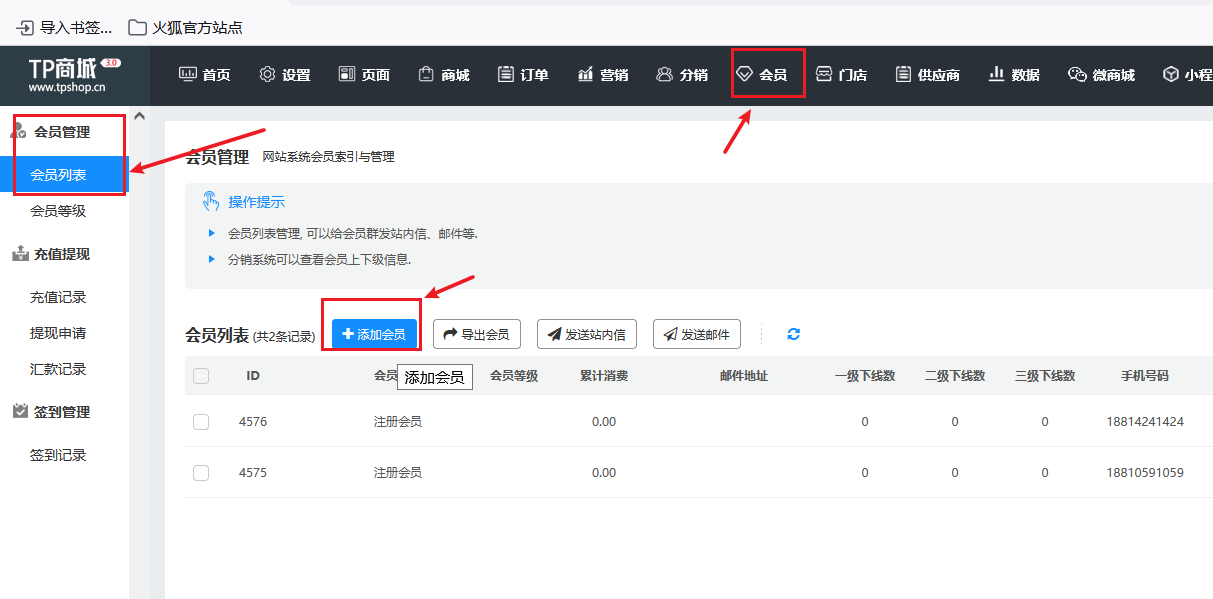 导入书签... 火狐官方站点
TP商城 3.0
www.tpshop.cn
首页 设置 页面 商城 订单 营销 分销 会员 门店 供应商 数据 微商城 小程
会员管理
会员列表
会员等级
充值提现
充值记录
提现申请
汇款记录
签到管理
签到记录
会员管理 网站系统会员索引与管理
操作提示
会员列表管理, 可以给会员群发站内信、邮件等.
分销系统可以查看会员上下级信息.
会员列表 (共2条记录) 添加会员 导出会员 发送站内信 发送邮件
ID 会员 添加会员 会员等级 累计消费 邮件地址 一级下线数 二级下线数 三级下线数 手机号码
4576 注册会员 0.00 0 0 0 18814241424
4575 注册会员 0.00 0 0 0 18810591059